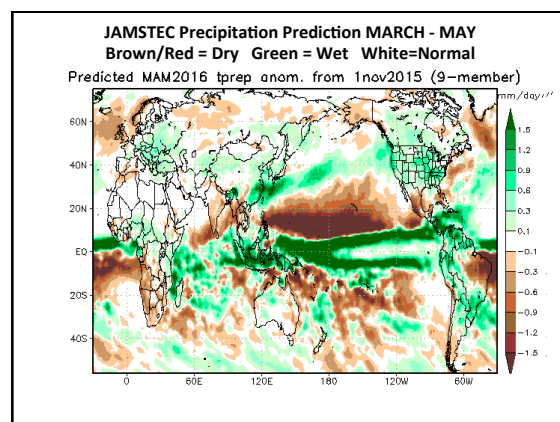 JAMSTEC Precipitation Prediction MARCH - MAY
Brown/Red = Dry Green = Wet White=Normal
Predicted MAM2016 tprep anom. from 1nov2015 (9-member)
mm/day
60N
40N
20N
EQ
20S
40S
0
60E
120E
180
120W
60W
1.5
1.2
0.9
0.6
0.3
0.1
-0.1
-0.3
-0.6
-0.9
-1.2
-1.5